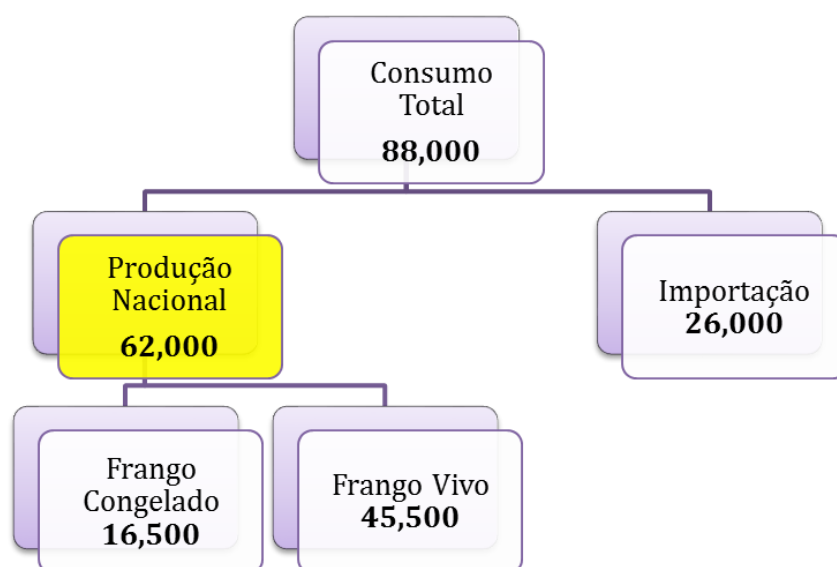 Consumo
Total
88,000
Produção
Nacional
62,000
Importação
26,000
Frango
Congelado
16,500
Frango Vivo
45,500